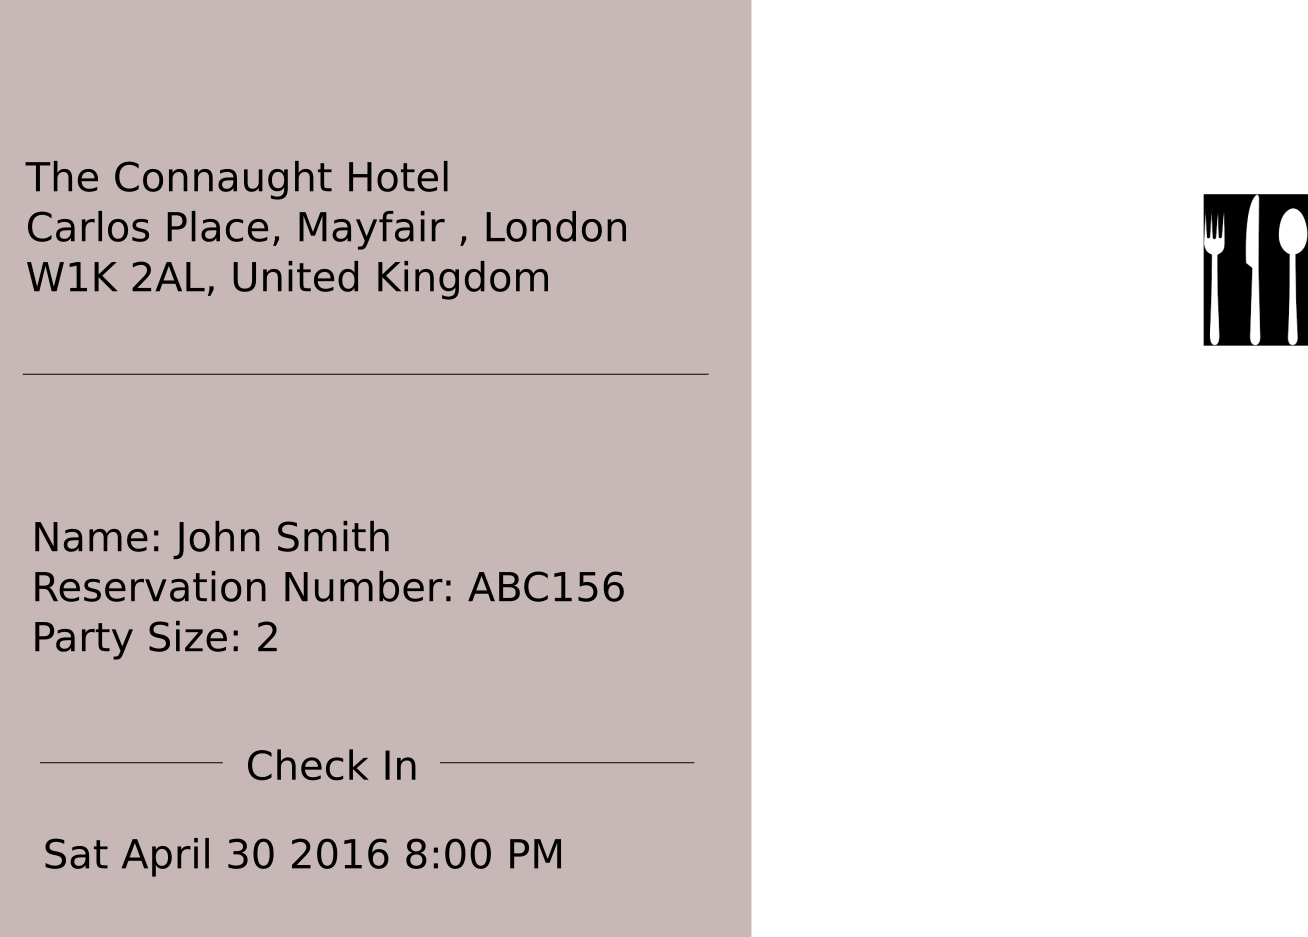 The Connaught Hotel
Carlos Place, Mayfair , London
W1K 2AL, United Kingdom
Name: John Smith
Reservation Number: ABC156
Party Size: 2
Check In
Sat April 30 2016 8:00 PM